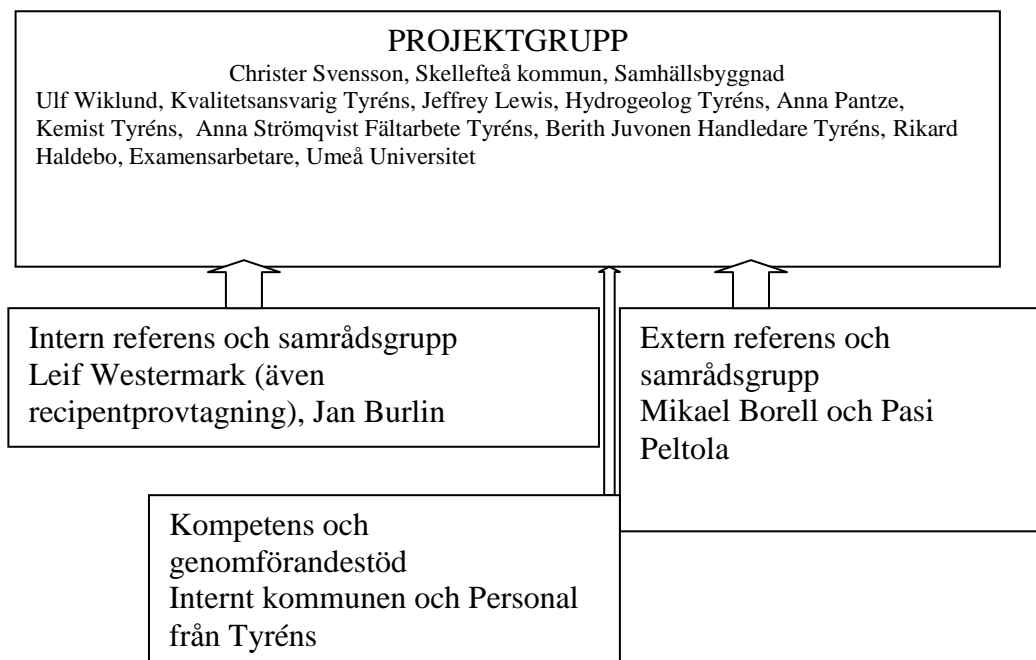 PROJEKTGRUPP
Christer Svensson, Skellefteå kommun, Samhällsbyggnad
Ulf Wiklund, Kvalitetsansvarig Tyréns, Jeffrey Lewis, Hydrogeolog Tyréns, Anna Pantze,
Kemist Tyréns, Anna Strömqvist Fältarbete Tyréns, Berith Juvonen Handledare Tyréns, Rikard
Haldebo, Examensarbetare, Umeå Universitet
Intern referens och samrådsgrupp
Leif Westermark (även
recipentprovtagning), Jan Burlin
Extern referens och
samrådsgrupp
Mikael Borell och Pasi
Peltola
Kompetens och
genomförandestöd
Internt kommunen och Personal
från Tyréns